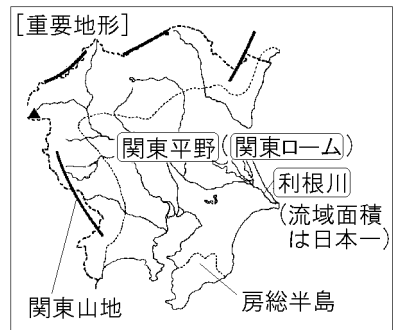 [重要地形]
関東平野(関東ローム)
利根川
(流域面積
は日本一)
関東山地
房総半島